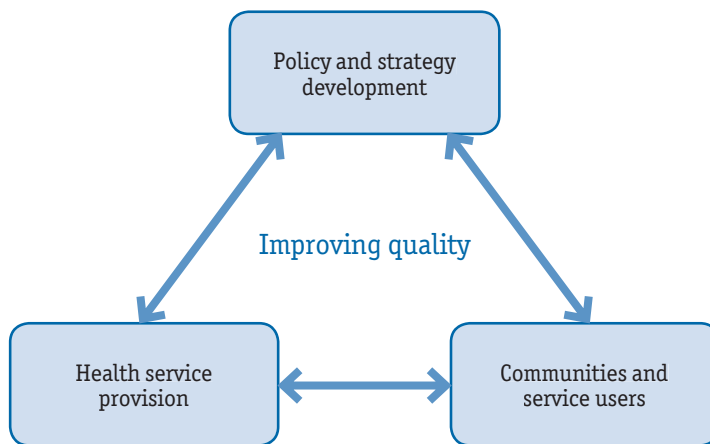 Policy and strategy
development
Improving quality
Health service
provision
Communities and
service users